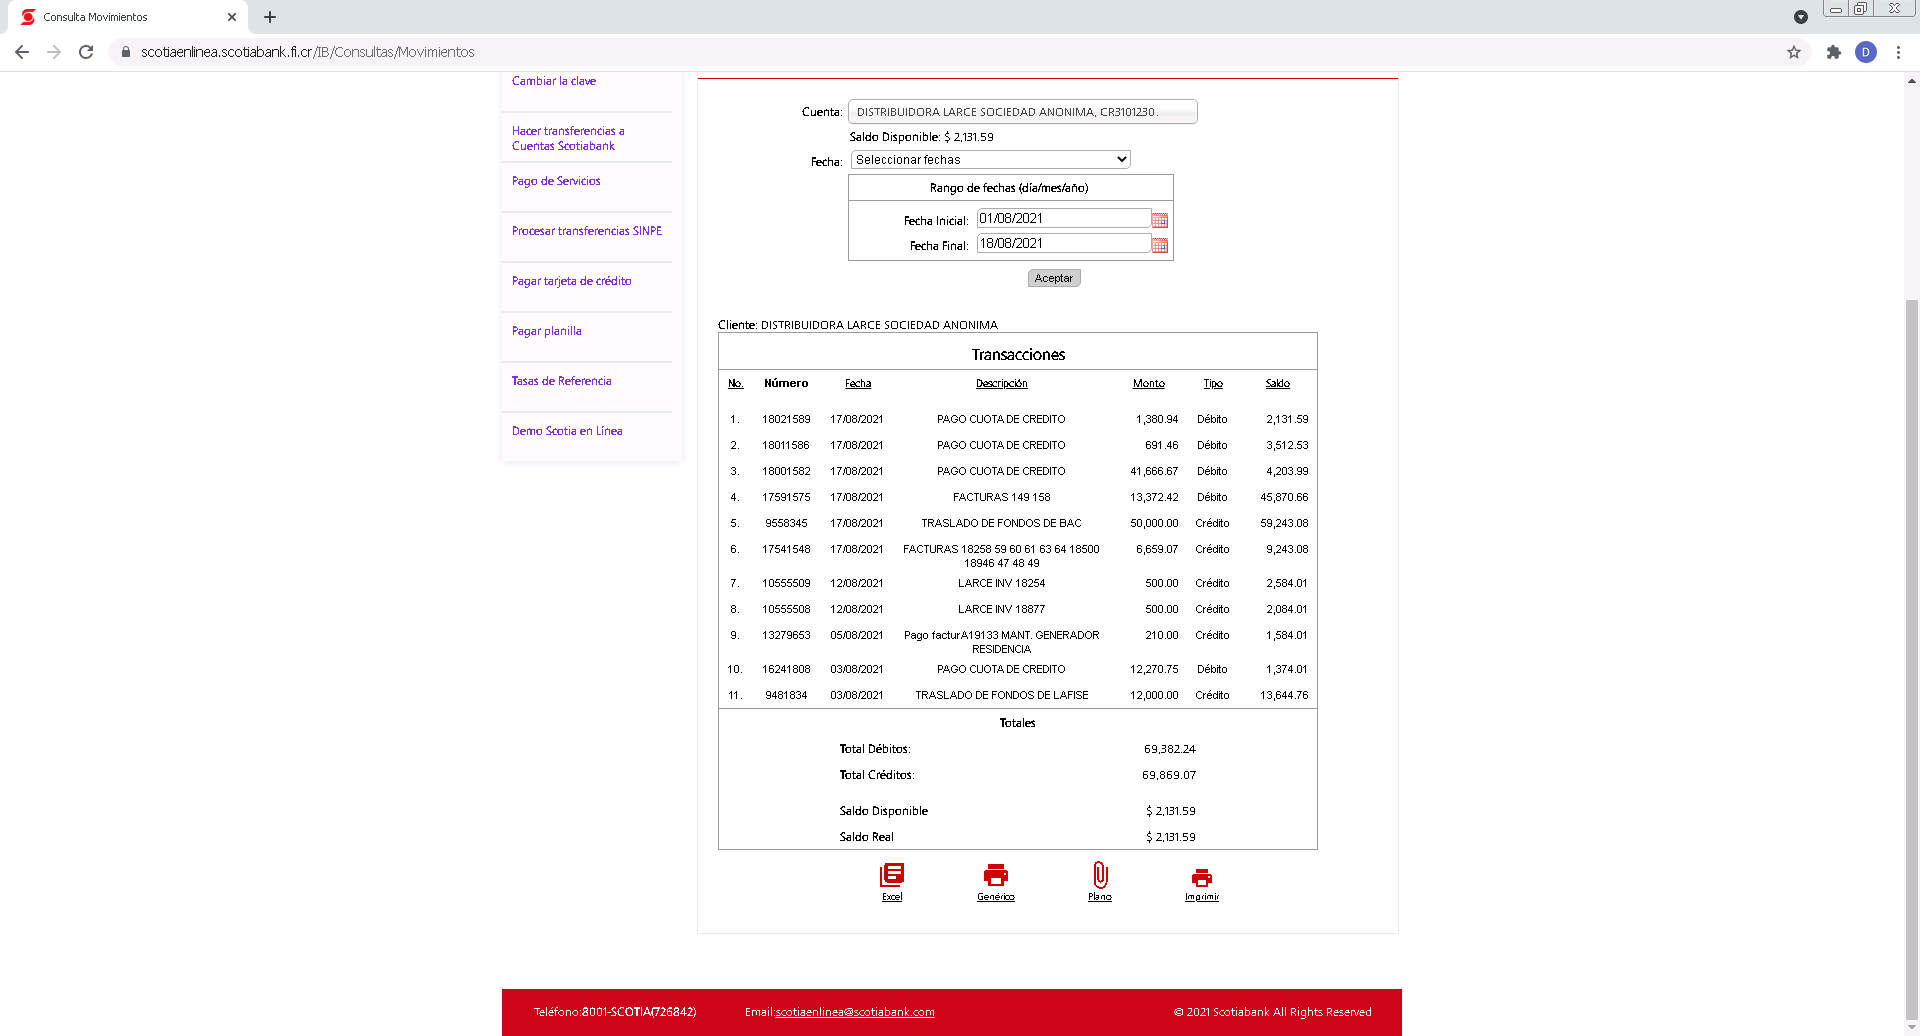 Consulta Movimientos
scotiaenlinea.scotiabank.fi.cr/IB/Consultas/Movimientos
D
Cambiar la clave
Hacer transferencias a
Cuentas Scotiabank
Pago de Servicios
Procesar transferencias SINPE
Pagar tarjeta de crédito
Pagar planilla
Tasas de Referencia
Demo Scotia en Línea
Cuenta: DISTRIBUIDORA LARCE SOCIEDAD ANONIMA, CR3101230.
Saldo Disponible: $ 2,131.59
Fecha: Seleccionar fechas
Rango de fechas (día/mes/año)
Fecha Inicial: 01/08/2021
Fecha Final: 18/08/2021
Aceptar
Cliente: DISTRIBUIDORA LARCE SOCIEDAD ANONIMA
Transacciones
No. Número Fecha Descripción Monto Tipo Saldo
1. 18021589 17/08/2021 PAGO CUOTA DE CREDITO 1,380.94 Débito 2,131.59
2. 18011586 17/08/2021 PAGO CUOTA DE CREDITO 691.46 Débito 3,512.53
3. 18001582 17/08/2021 PAGO CUOTA DE CREDITO 41,666.67 Débito 4,203.99
4. 17591575 17/08/2021 FACTURAS 149 158 13,372.42 Débito 45,870.66
5. 9558345 17/08/2021 TRASLADO DE FONDOS DE BAC 50,000.00 Crédito 59,243.08
6. 17541548 17/08/2021 FACTURAS 18258 59 60 61 63 64 18500 6,659.07 Crédito 9,243.08
18946 47 48 49
7. 10555509 12/08/2021 LARCE INV 18254 500.00 Crédito 2,584.01
8. 10555508 12/08/2021 LARCE INV 18877 500.00 Crédito 2,084.01
9. 13279653 05/08/2021 Pago facturA19133 MANT. GENERADOR 210.00 Crédito 1,584.01
RESIDENCIA
10. 16241808 03/08/2021 PAGO CUOTA DE CREDITO 12,270.75 Débito 1,374.01
11. 9481834 03/08/2021 TRASLADO DE FONDOS DE LAFISE 12,000.00 Crédito 13,644.76
Totales
Total Débitos: 69,382.24
Total Créditos: 69,869.07
Saldo Disponible $ 2,131.59
Saldo Real $ 2,131.59
Excel Genérico Plano Imprimir
Teléfono:8001-SCOTIA(726842) Email:scotiaenlinea@scotiabank.com © 2021 Scotiabank All Rights Reserved